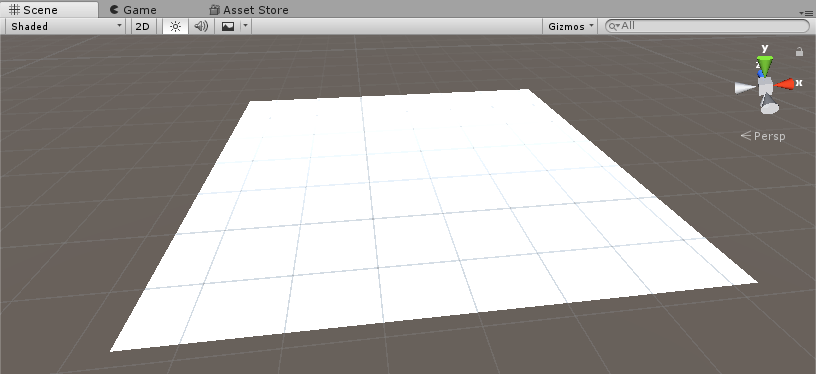 Scene Game Asset Store
Shaded 2D Gizmos All
y
z x
Persp